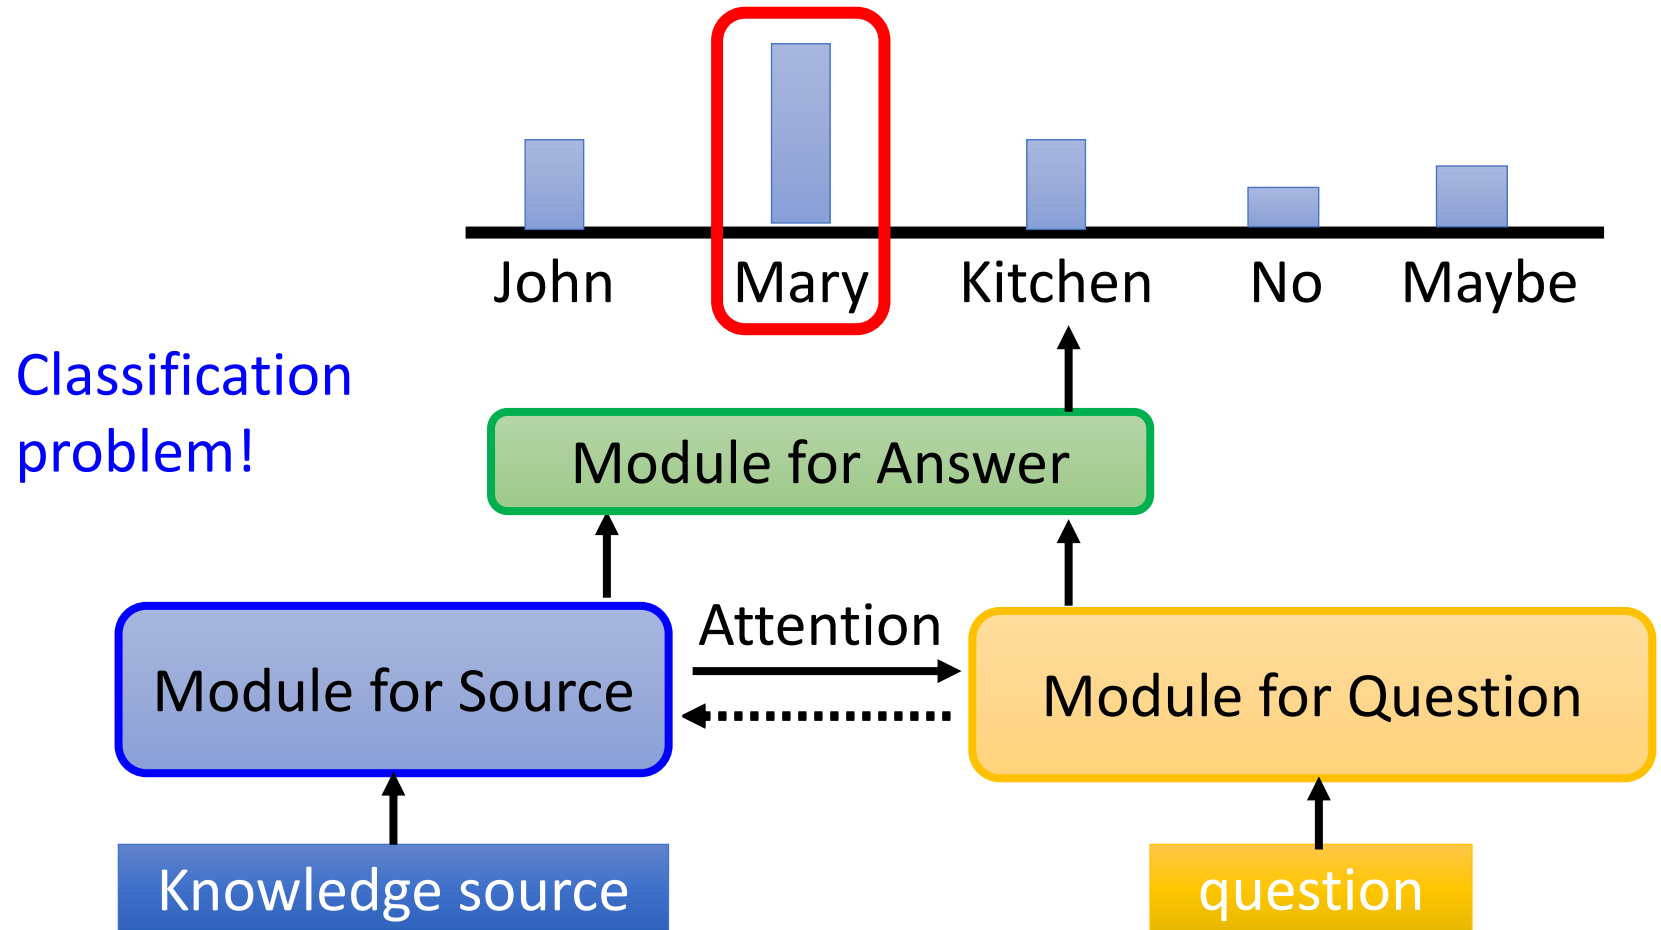 John Mary Kitchen No Maybe
Classification
problem!
Module for Answer
Attention
Module for Source
Module for Question
Knowledge source
question